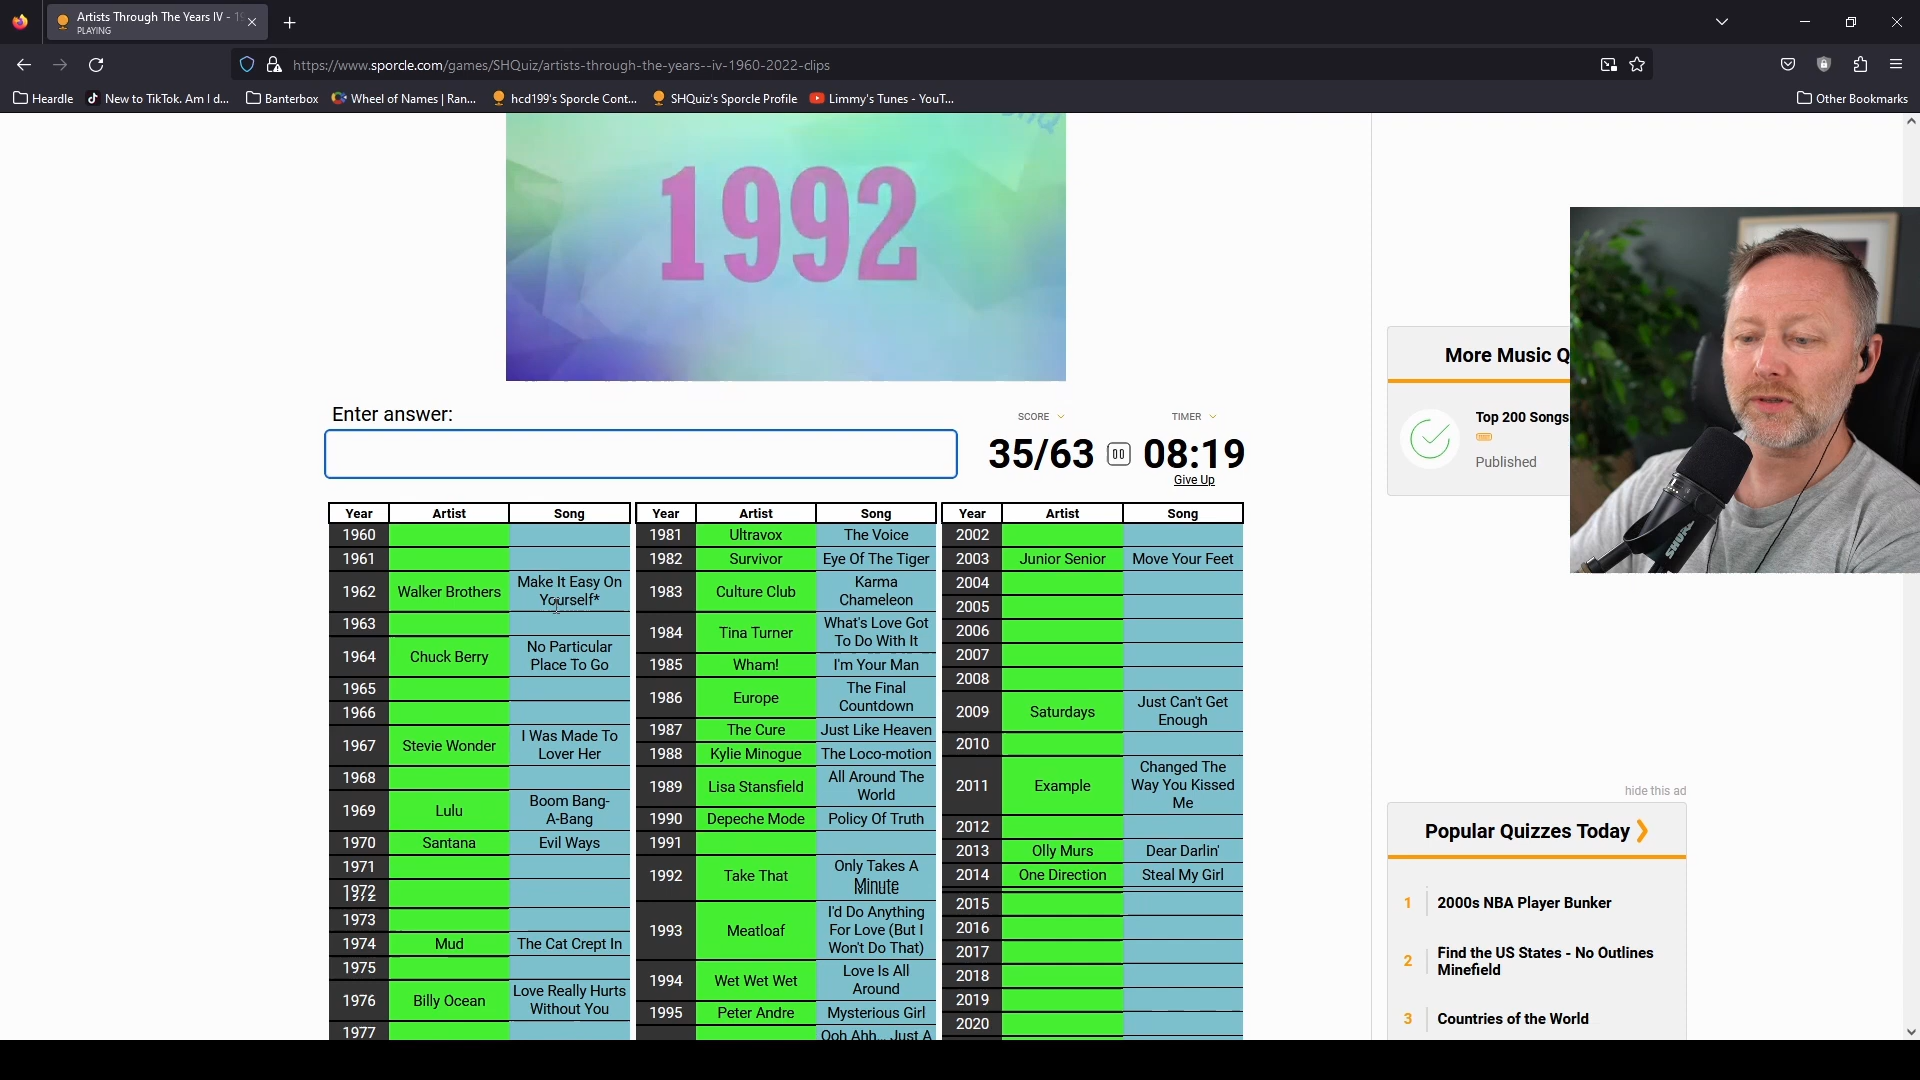 Artists Through The Years IV - 19
PLAYING
https://www.sporcle.com/games/SHQuiz/artists-through-the-years--iv-1960-2022-clips
Heardle
New to TikTok. Am I d...
Banterbox
Wheel of Names | Ran...
hcd199's Sporcle Cont...
SHQuiz's Sporcle Profile
Limmy's Tunes - YouT...
Other Bookmarks
1992
Enter answer:
SCORE
TIMER
35/63
08:19
Give Up
Year Artist Song
1960
1961
1962 Walker Brothers Make It Easy On
Yourself*
1963
1964 Chuck Berry No Particular
Place To Go
1965
1966
1967 Stevie Wonder I Was Made To
Lover Her
1968
1969 Lulu Boom Bang-
A-Bang
1970 Santana Evil Ways
1971
1972
1973
1974 Mud The Cat Crept In
1975
1976 Billy Ocean Love Really Hurts
Without You
1977
Year Artist Song
1981 Ultravox The Voice
1982 Survivor Eye Of The Tiger
1983 Culture Club Karma
Chameleon
1984 Tina Turner What's Love Got
To Do With It
1985 Wham! I'm Your Man
1986 Europe The Final
Countdown
1987 The Cure Just Like Heaven
1988 Kylie Minogue The Loco-motion
1989 Lisa Stansfield All Around The
World
1990 Depeche Mode Policy Of Truth
1991
1992 Take That Only Takes A
Minute
1993 Meatloaf I'd Do Anything
For Love (But I
Won't Do That)
1994 Wet Wet Wet Love Is All
Around
1995 Peter Andre Mysterious Girl
Ooh Ahh... Just A
Year Artist Song
2002
2003 Junior Senior Move Your Feet
2004
2005
2006
2007
2008
2009 Saturdays Just Can't Get
Enough
2010
2011 Example Changed The
Way You Kissed
Me
2012
2013 Olly Murs Dear Darlin'
2014 One Direction Steal My Girl
2015
2016
2017
2018
2019
2020
More Music Q
Top 200 Songs
Published
SHURE
hide this ad
Popular Quizzes Today
1 2000s NBA Player Bunker
2 Find the US States - No Outlines
Minefield
3 Countries of the World